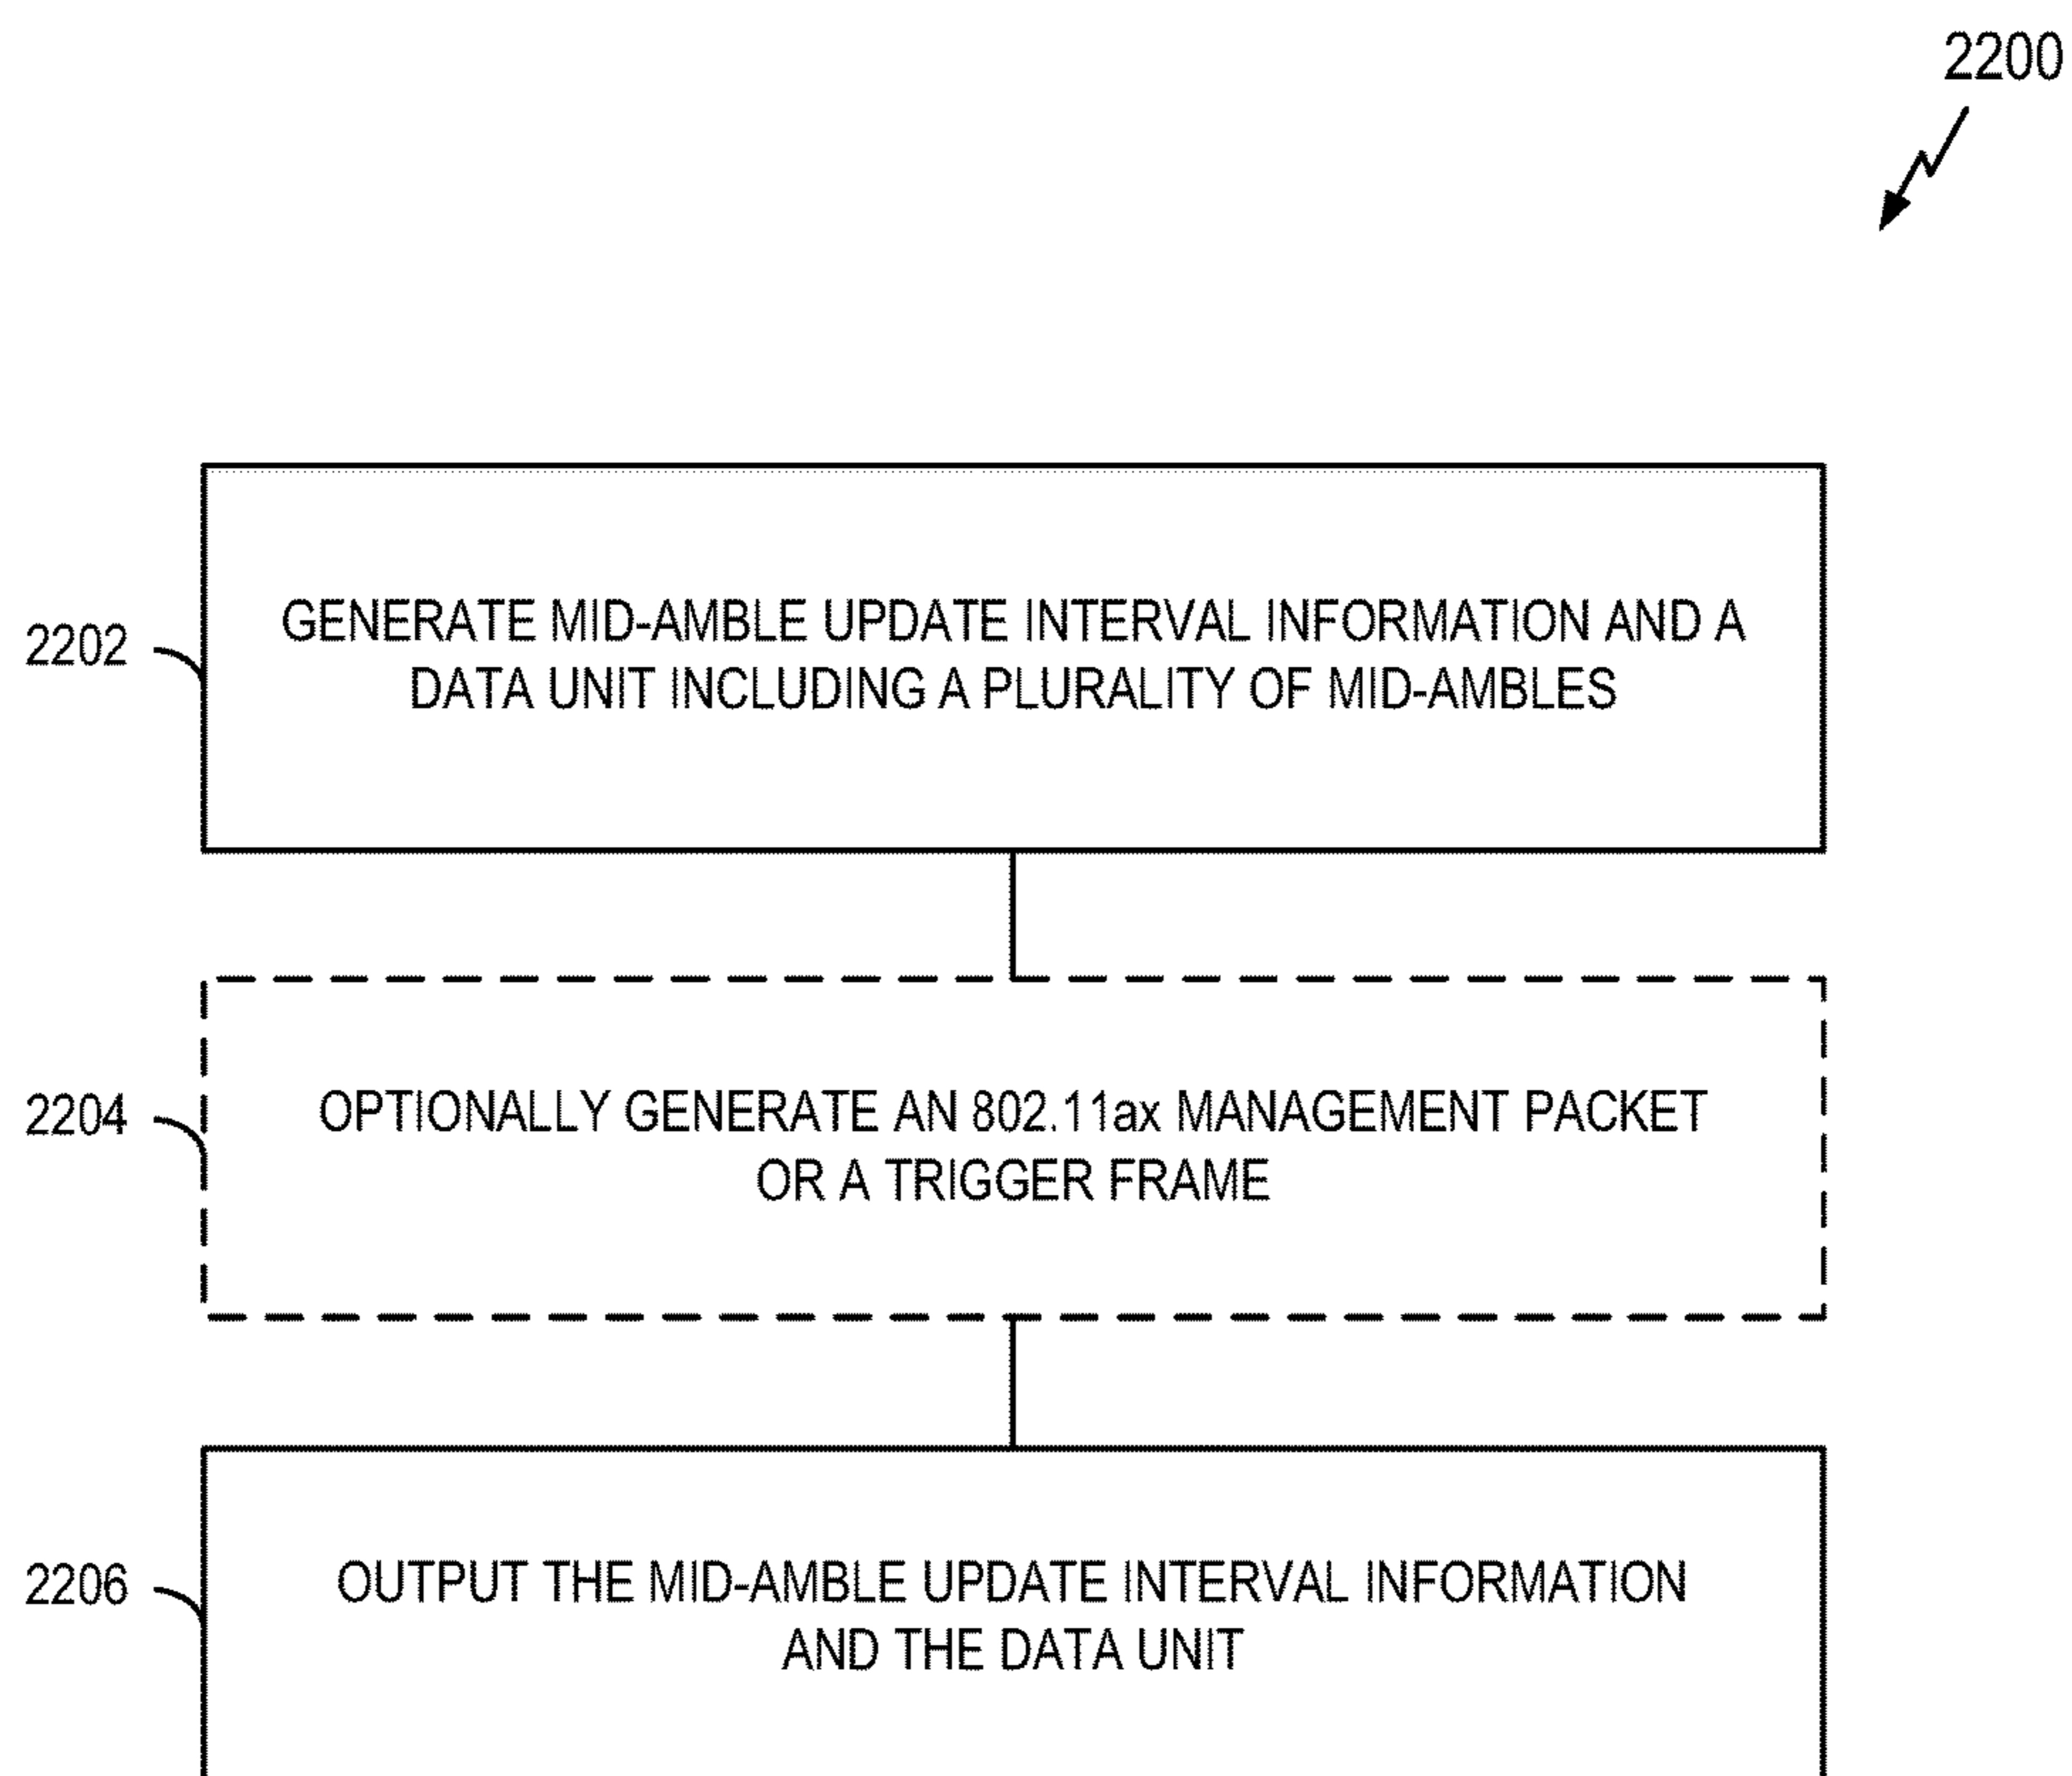 2200
2202
GENERATE MID-AMBLE UPDATE INTERVAL INFORMATION AND A
DATA UNIT INCLUDING A PLURALITY OF MID-AMBLES
2204
OPTIONALLY GENERATE AN 802.11ax MANAGEMENT PACKET
OR A TRIGGER FRAME
2206
OUTPUT THE MID-AMBLE UPDATE INTERVAL INFORMATION
AND THE DATA UNIT